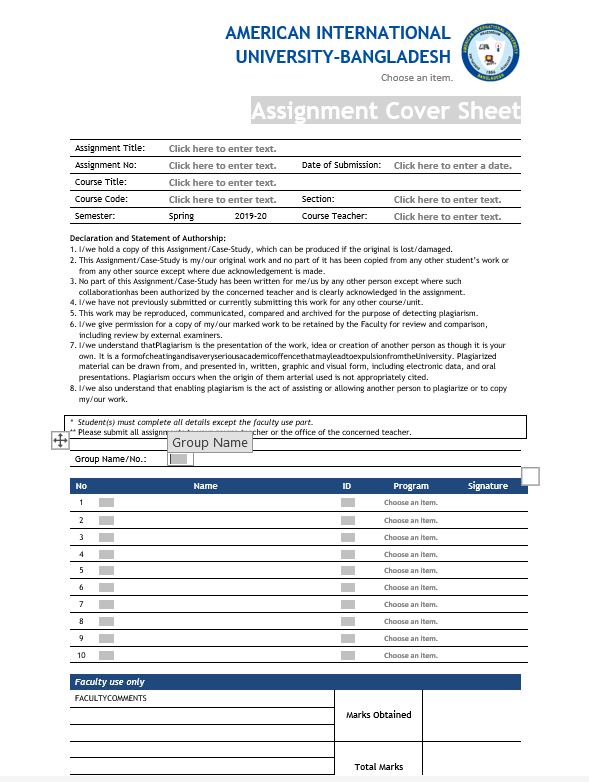 AMERICAN INTERNATIONAL
UNIVERSITY-BANGLADESH
Choose an item.
Assignment Cover Sheet
Assignment Title: Click here to enter text.
Assignment No: Click here to enter text. Date of Submission: Click here to enter a date.
Course Title: Click here to enter text.
Course Code: Click here to enter text. Section: Click here to enter text.
Semester: Spring 2019-20 Course Teacher: Click here to enter text.
Declaration and Statement of Authorship:
1. I/we hold a copy of this Assignment/Case-Study, which can be produced if the original is lost/damaged.
2. This Assignment/Case-Study is my/our original work and no part of it has been copied from any other student's work or
from any other source except where due acknowledgement is made.
3. No part of this Assignment/Case-Study has been written for me/us by any other person except where such
collaborationhas been authorized by the concerned teacher and is clearly acknowledged in the assignment.
4. I/we have not previously submitted or currently submitting this work for any other course/unit.
5. This work may be reproduced, communicated, compared and archived for the purpose of detecting plagiarism.
6. I/we give permission for a copy of my/our marked work to be retained by the Faculty for review and comparison,
including review by external examiners.
7. I/we understand thatPlagiarism is the presentation of the work, idea or creation of another person as though it is your
own. It is a formofcheatingandisaveryseriousacademicoffencethatmayleadtoexpulsionfromtheUniversity. Plagiarized
material can be drawn from, and presented in, written, graphic and visual form, including electronic data, and oral
presentations. Plagiarism occurs when the origin of them arterial used is not appropriately cited.
8. I/we also understand that enabling plagiarism is the act of assisting or allowing another person to plagiarize or to copy
my/our work.
* Student(s) must complete all details except the faculty use part.
** Please submit all teacher or the office of the concerned teacher.
Group Name
Group Name/No.:
No Name ID Program Signature
1 Choose an item.
2 Choose an item.
3 Choose an item.
4 Choose an item.
5 Choose an item.
6 Choose an item.
7 Choose an item.
8 Choose an item.
9 Choose an item.
10 Choose an item.
Faculty use only
FACULTYCOMMENTS
Marks Obtained
Total Marks